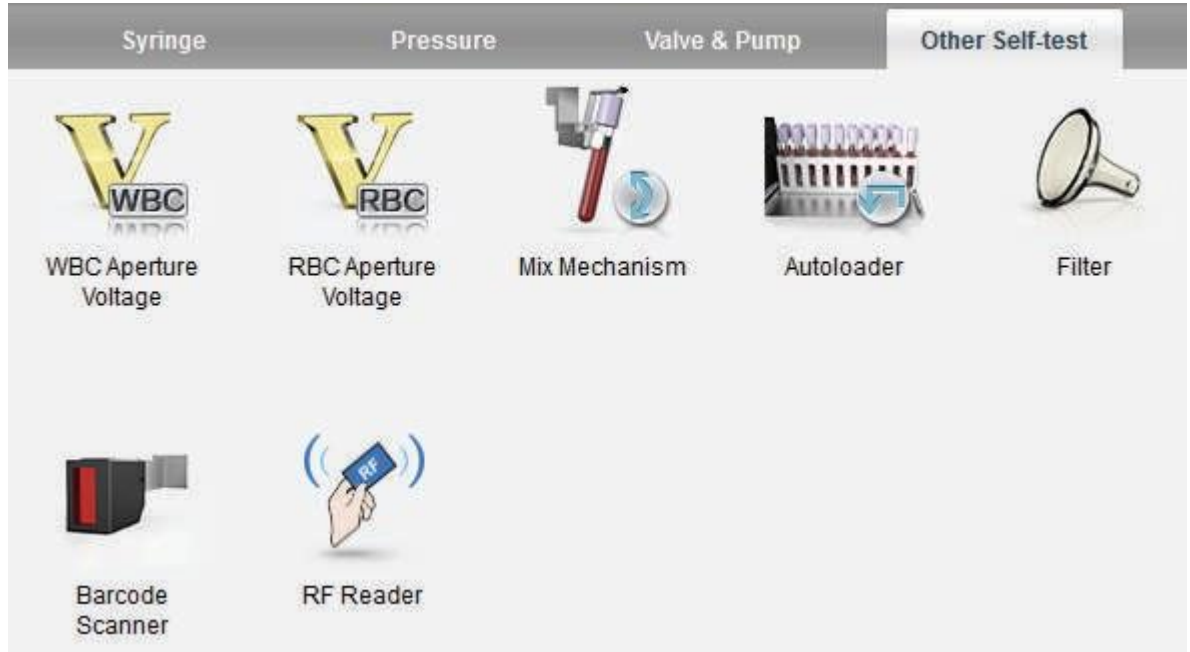 Syringe
Pressure
Valve & Pump
Other Self-test
V
WBC
V
RBC
WBC Aperture
Voltage
RBC Aperture
Voltage
Mix Mechanism
Autoloader
Filter
RF
Barcode
Scanner
RF Reader